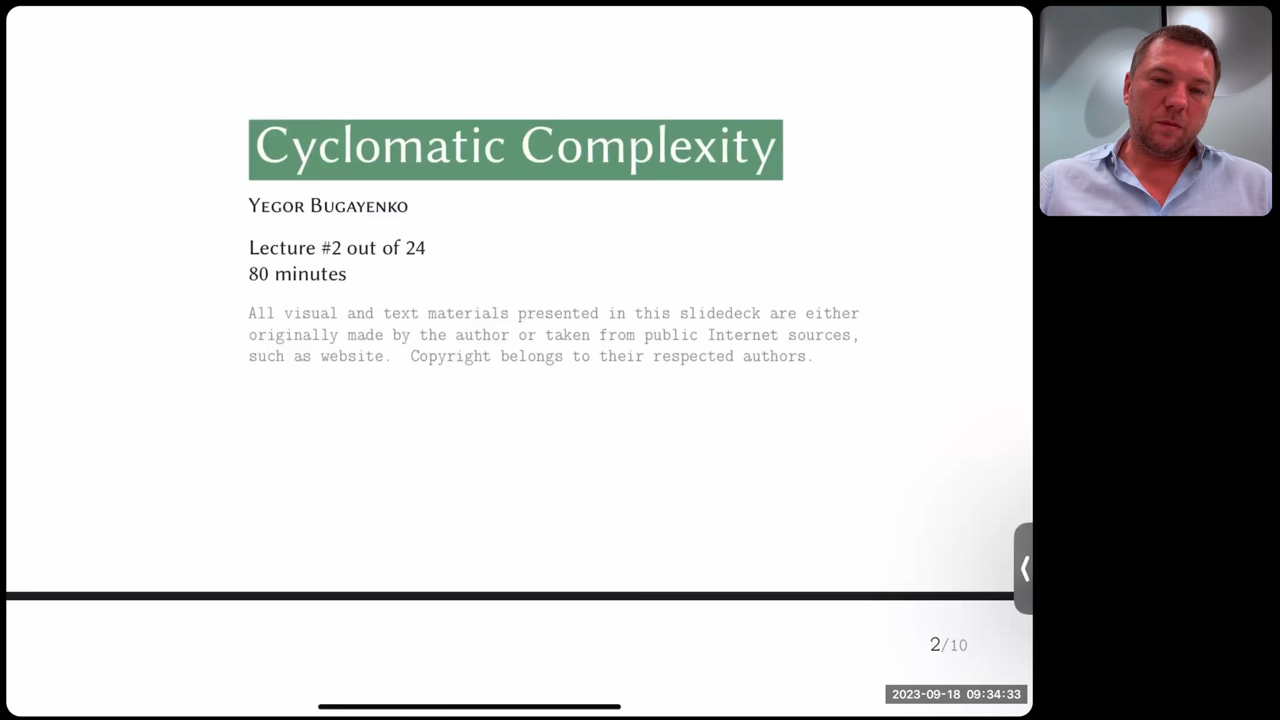 Cyclomatic Complexity
Yegor Bugayenko
Lecture #2 out of 24
80 minutes
All visual and text materials presented in this slidedeck are either
originally made by the author or taken from public Internet sources,
such as website. Copyright belongs to their respected authors.
2/10
2023-09-18 09:34:33